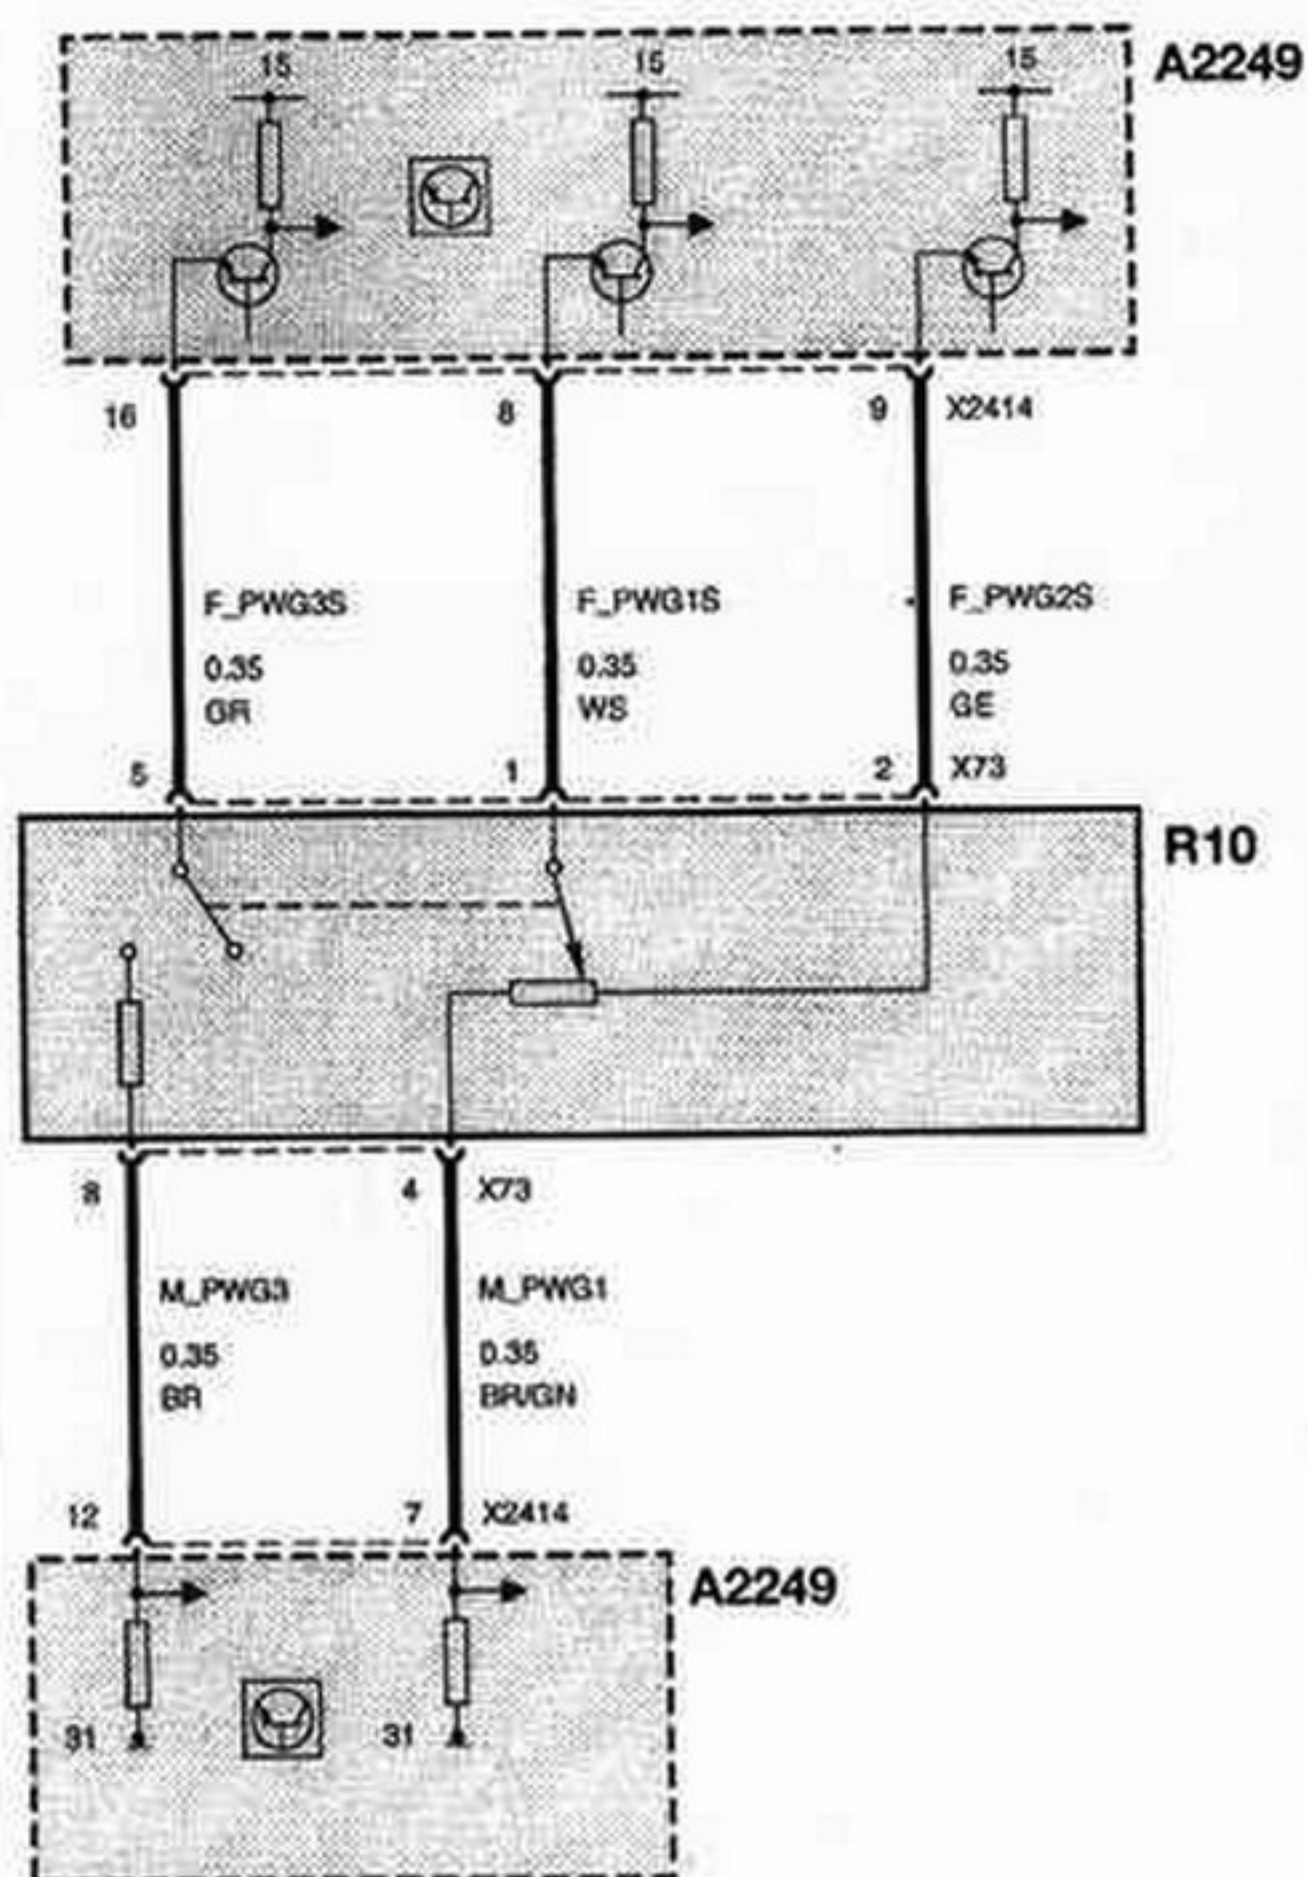 15 15 15 A2249
16 8 9 X2414
F_PWG3S F_PWG1S F_PWG2S
0.35 0.35 0.35
GR WS GE
5 1 2 X73
R10
8 4 X73
M_PWG3 M_PWG1
0.35 0.35
BR BR/GN
12 7 X2414
A2249
31 31